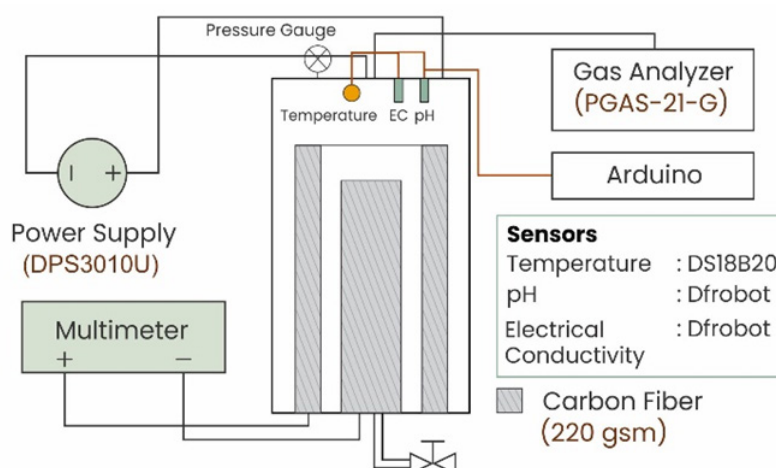 Pressure Gauge
Gas Analyzer
(PGAS-21-G)
Temperature EC pH
Arduino
I +
Power Supply
(DPS3010U)
Sensors
Temperature : DS18B20
pH : Dfrobot
Electrical : Dfrobot
Conductivity
Multimeter
+ −
Carbon Fiber
(220 gsm)